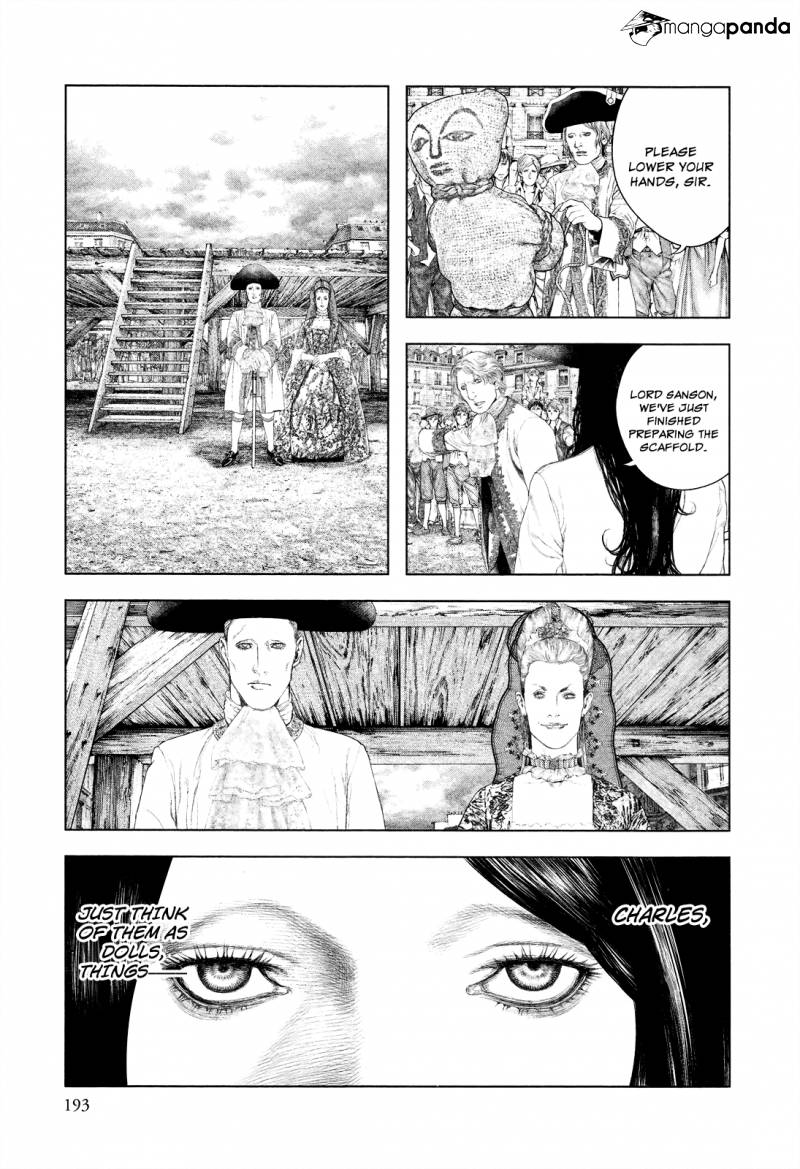 mangapanda
PLEASE
LOWER YOUR
HANDS, SIR.
LORD SANSON,
WE'VE JUST
FINISHED
PREPARING THE
SCAFFOLD.
CHARLES,
JUST THINK
OF THEM AS
DOLLS,
THINGS——
193